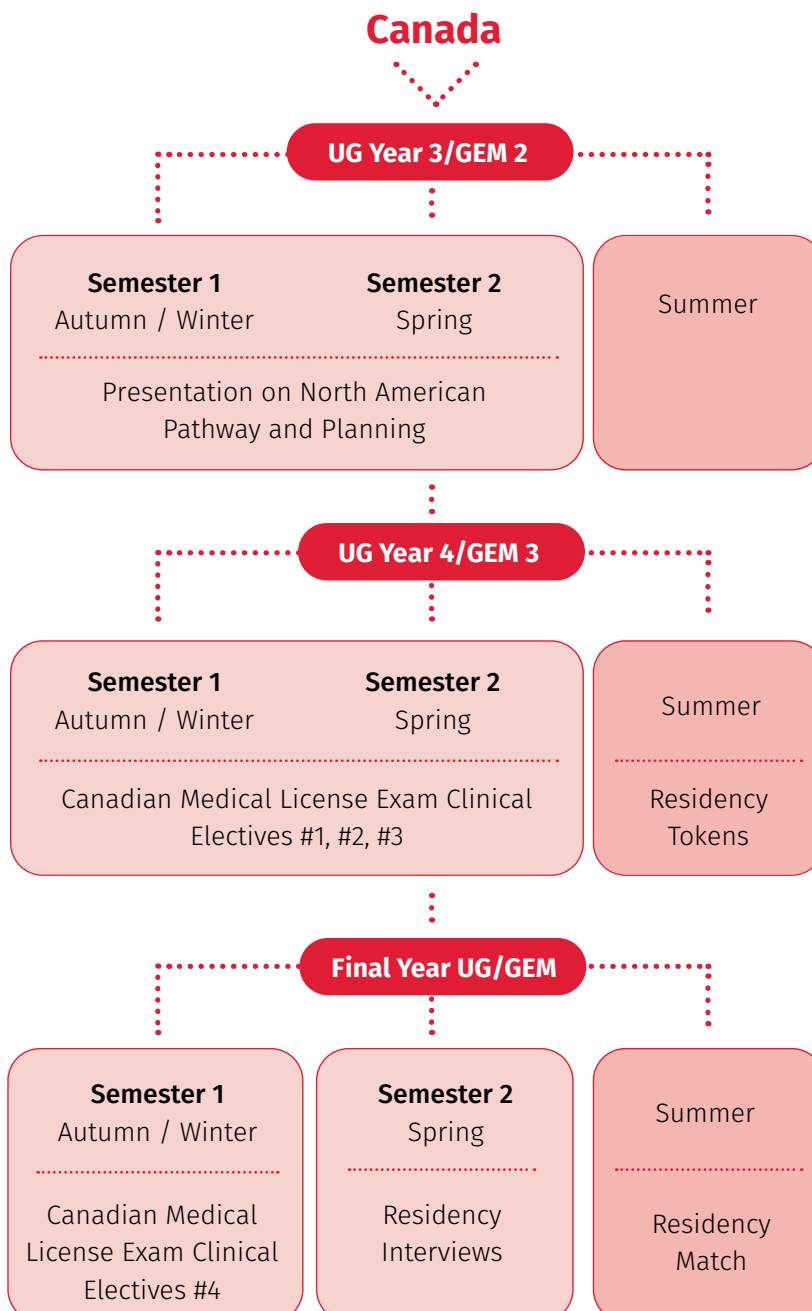 Canada
UG Year 3/GEM 2
Semester 1
Autumn / Winter
Semester 2
Spring
Presentation on North American
Pathway and Planning
Summer
UG Year 4/GEM 3
Semester 1
Autumn / Winter
Semester 2
Spring
Canadian Medical License Exam Clinical
Electives #1, #2, #3
Summer
Residency
Tokens
Final Year UG/GEM
Semester 1
Autumn / Winter
Canadian Medical
License Exam Clinical
Electives #4
Semester 2
Spring
Residency
Interviews
Summer
Residency
Match